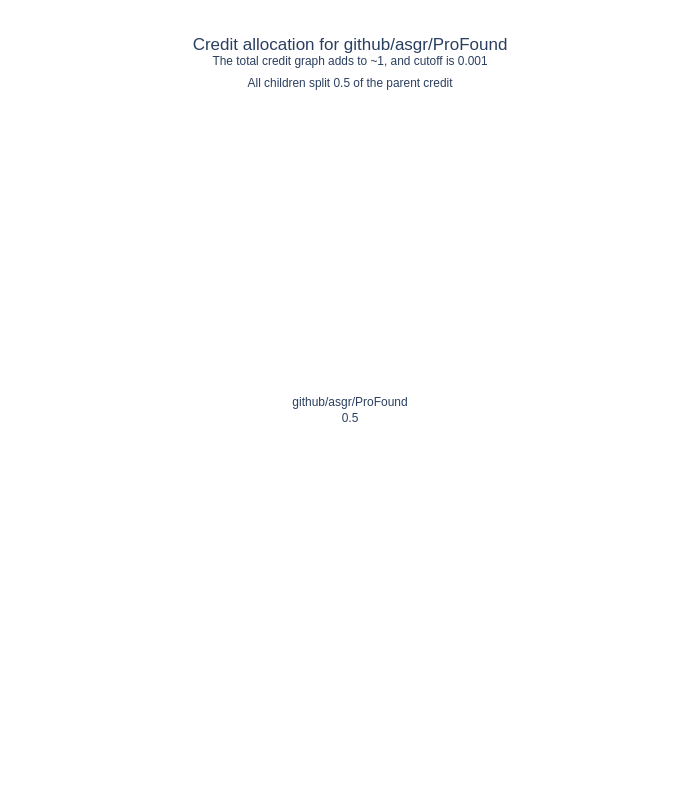 Credit allocation for github/asgr/ProFound
The total credit graph adds to ~1, and cutoff is 0.001
All children split 0.5 of the parent credit
github/asgr/ProFound
0.5